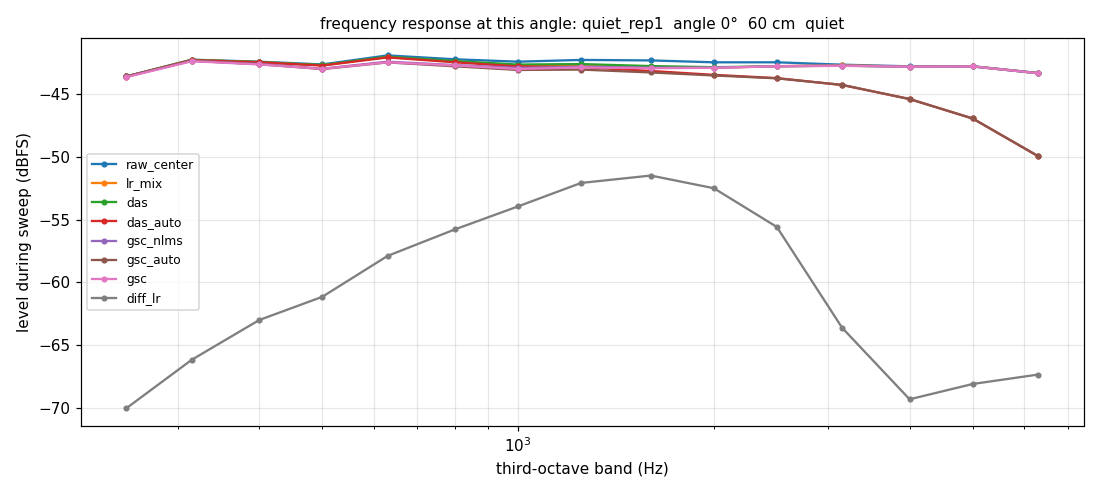 frequency response at this angle: quiet_rep1  angle 0°  60 cm  quiet
level during sweep (dBFS)
−45
−50
−55
−60
−65
−70
raw_center
lr_mix
das
das_auto
gsc_nlms
gsc_auto
gsc
diff_lr
10³
third-octave band (Hz)